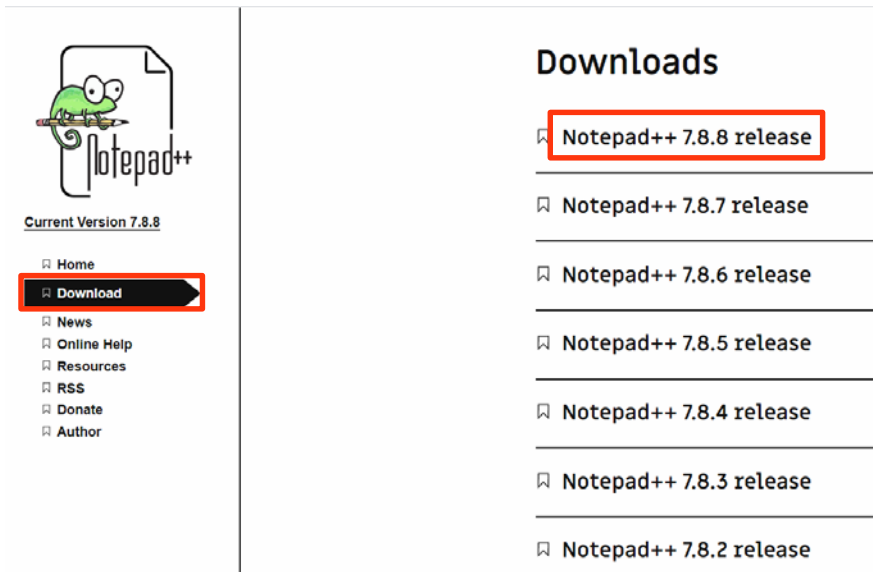 Notepad++
Current Version 7.8.8
Home
Download
News
Online Help
Resources
RSS
Donate
Author
Downloads
Notepad++ 7.8.8 release
Notepad++ 7.8.7 release
Notepad++ 7.8.6 release
Notepad++ 7.8.5 release
Notepad++ 7.8.4 release
Notepad++ 7.8.3 release
Notepad++ 7.8.2 release